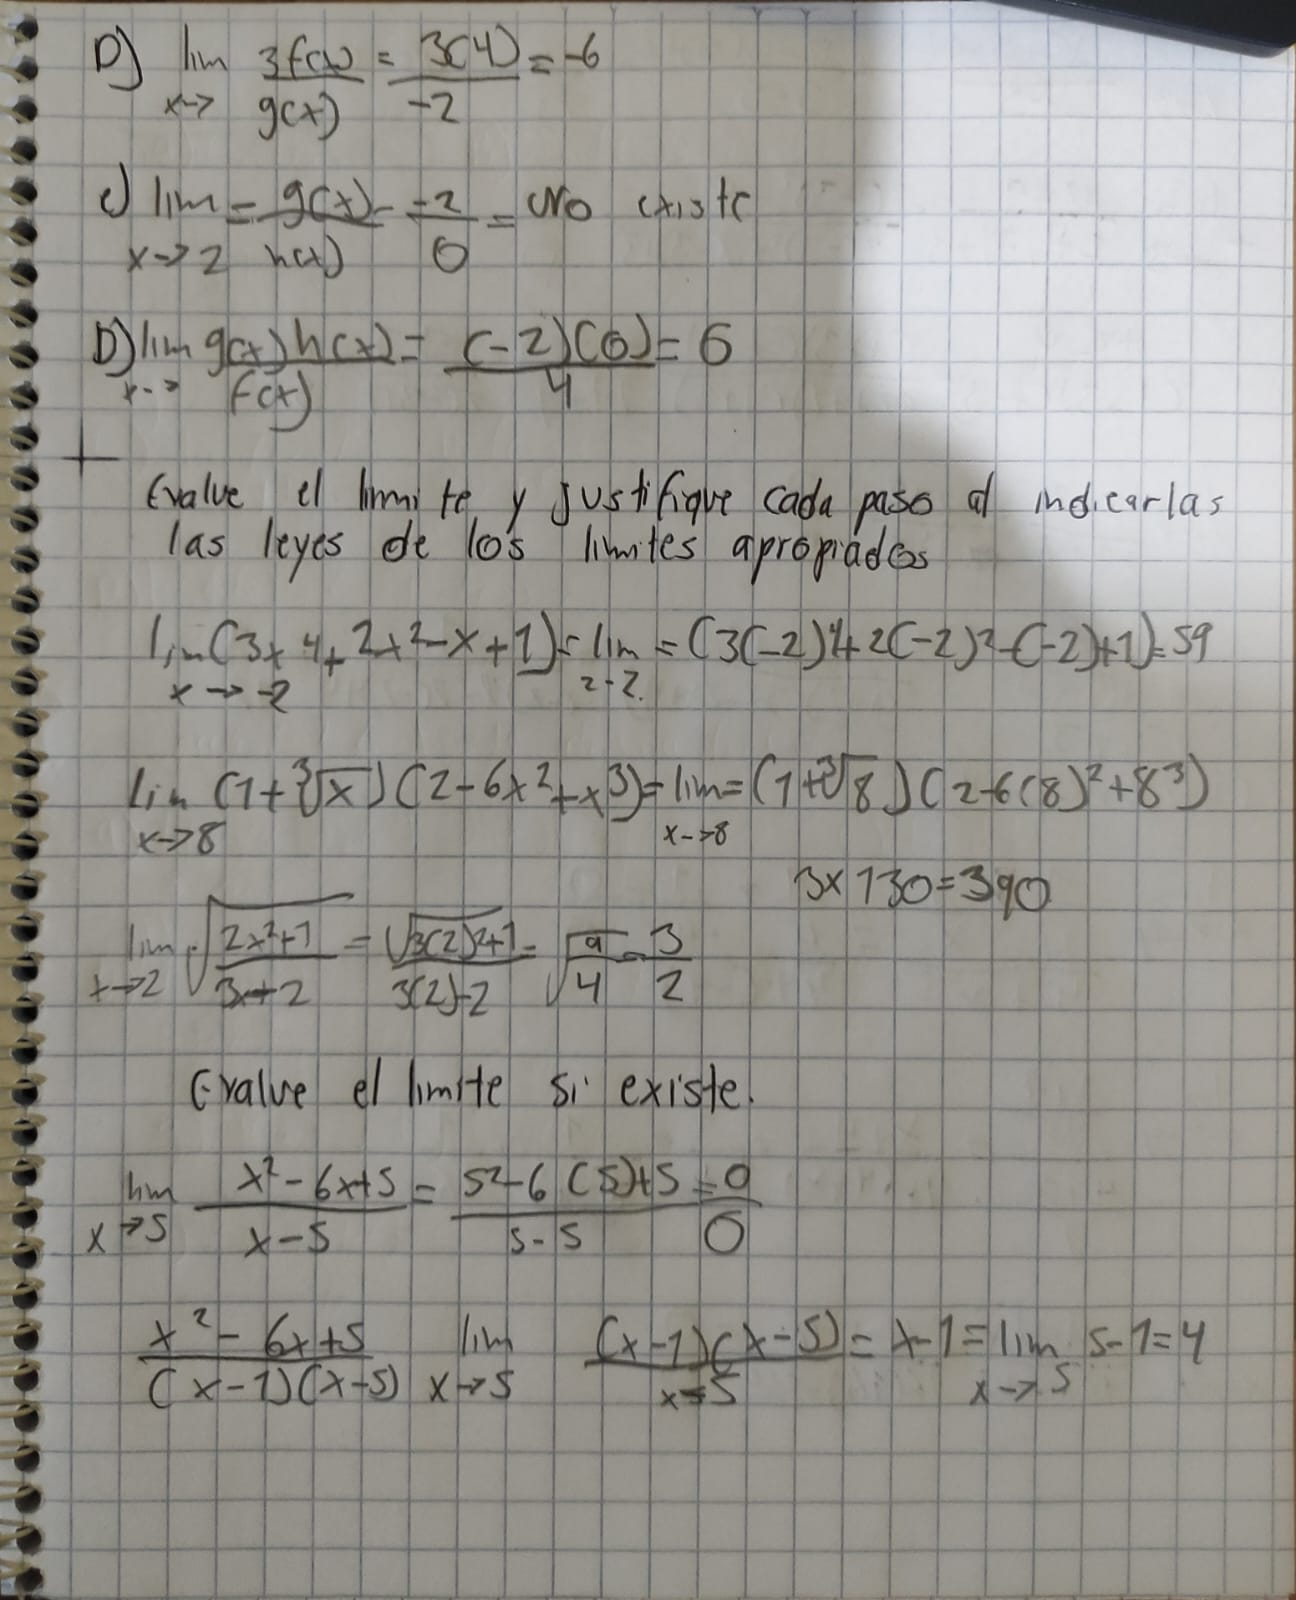 D) lim 3f(x) = 3(4) = -6
x→ g(x) -2
e) lim = g(x) - -2 = No existe
x→2 h(x) 0
D) lim g(x) h(x) = (-2)(0) = 6
x→ f(x) 4
Evalue el limite y justifique cada paso al indicarlas
las leyes de los limites apropiados
lim (3x 4 + 2x² - x + 1) = lim = (3(-2)4 + 2(-2)² - (-2) + 1) = 59
x → -2 2-2.
lim (1 + ∛x) (2 - 6x² + x³) = lim = (1 + ∛8) (2 - 6(8)² + 8³)
x→8 x→8
3x 130 = 390
lim √2x²+1 = √3(2)2+1 = √9 = 3
x→2 3x+2 3(2)-2 4 2
Evalue el limite si existe.
lim x² - 6x+5 = 5² - 6 (5)+5 = 0
x→5 x-5 5-5 0
x² - 6x+5 lim (x-1)(x-5) = x-1 = lim 5-1=4
(x-1)(x-5) x→5 x-5 x→5